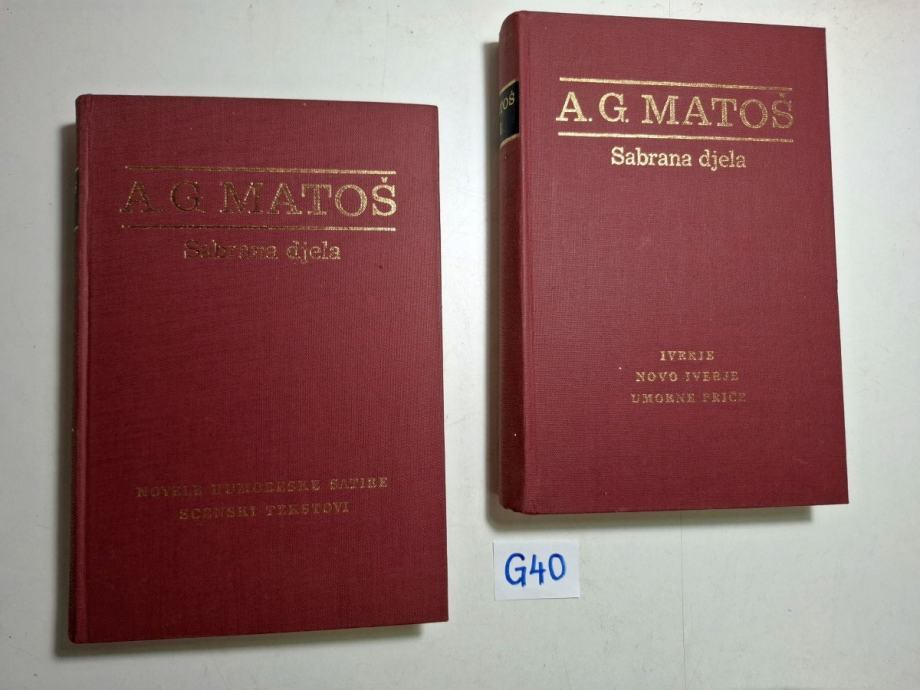 A. G. MATOŠ
Sabrana djela
NOVELE HUMORESKE SATIRE
SCENSKI TEKSTOVI
A. G. MATOŠ
Sabrana djela
IVERJE
NOVO IVERJE
UMORNE PRIČE
G40